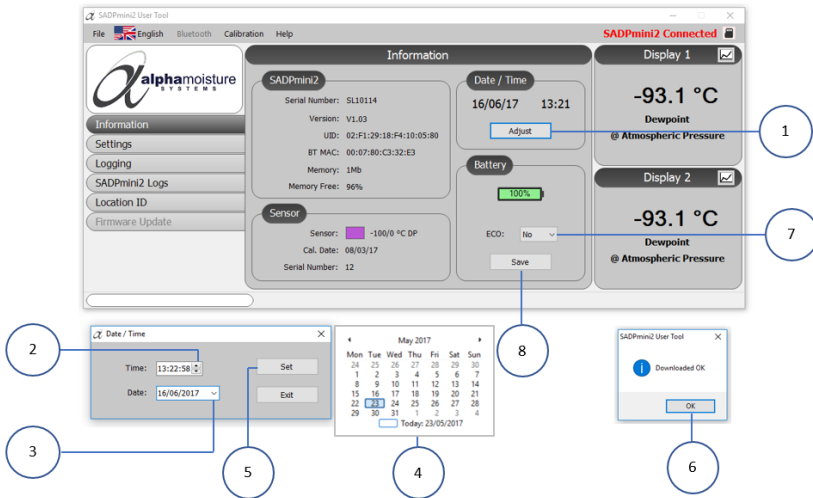 SADPmini2 User Tool
File English Bluetooth Calibration Help SADPmini2 Connected
alphamoisture
SYSTEMS
Information
Settings
Logging
SADPmini2 Logs
Location ID
Firmware Update
Information
SADPmini2
Serial Number: SL10114
Version: V1.03
UID: 02:F1:29:18:F4:10:05:80
BT MAC: 00:07:80:C3:32:E3
Memory: 1Mb
Memory Free: 96%
Sensor
Sensor: -100/0 °C DP
Cal. Date: 08/03/17
Serial Number: 12
Date / Time
16/06/17 13:21
Adjust
Battery
100%
ECO: No
Save
Display 1
-93.1 °C
Dewpoint
@ Atmospheric Pressure
Display 2
-93.1 °C
Dewpoint
@ Atmospheric Pressure
1
7
8
2
Date / Time
Time: 13:22:58
Set
Date: 16/06/2017
Exit
3
5
May 2017
Mon Tue Wed Thu Fri Sat Sun
24 25 26 27 28 29 30
1 2 3 4 5 6 7
8 9 10 11 12 13 14
15 16 17 18 19 20 21
22 23 24 25 26 27 28
29 30 31 1 2 3 4
Today: 23/05/2017
4
SADPmini2 User Tool
Downloaded OK
OK
6